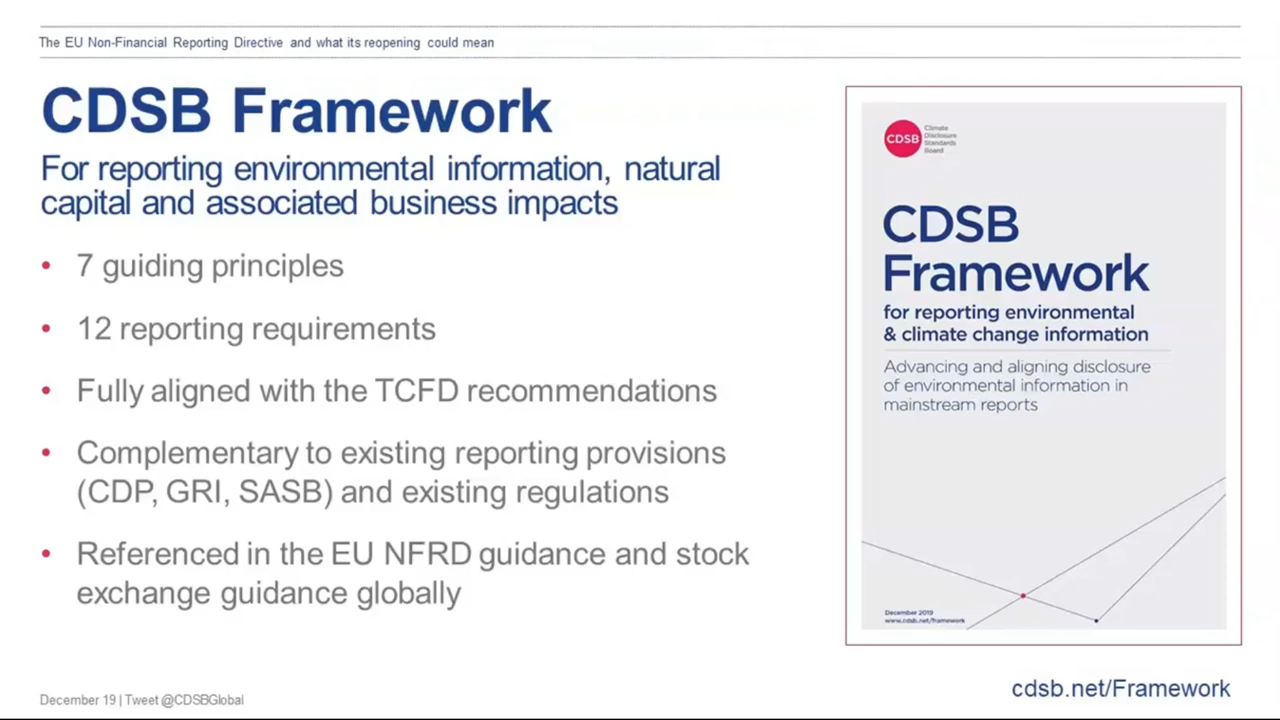 The EU Non-Financial Reporting Directive and what its reopening could mean
CDSB Framework
For reporting environmental information, natural
capital and associated business impacts
• 7 guiding principles
• 12 reporting requirements
• Fully aligned with the TCFD recommendations
• Complementary to existing reporting provisions
(CDP, GRI, SASB) and existing regulations
• Referenced in the EU NFRD guidance and stock
exchange guidance globally
CDSB
Climate
Disclosure
Standards
Board
CDSB
Framework
for reporting environmental
& climate change information
Advancing and aligning disclosure
of environmental information in
mainstream reports
December 2019
www.cdsb.net/framework
December 19 | Tweet @CDSBGlobal
cdsb.net/Framework